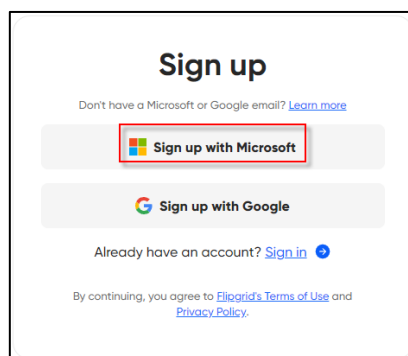 Sign up
Don't have a Microsoft or Google email? Learn more
Sign up with Microsoft
Sign up with Google
Already have an account? Sign in
By continuing, you agree to Flipgrid's Terms of Use and
Privacy Policy.